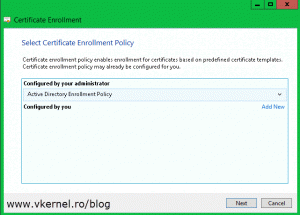 Certificate Enrollment
Select Certificate Enrollment Policy
Certificate enrollment policy enables enrollment for certificates based on predefined certificate templates.
Certificate enrollment policy may already be configured for you.
Configured by your administrator
Active Directory Enrollment Policy
Configured by you
Add New
Next
Cancel
www.vkernel.ro/blog